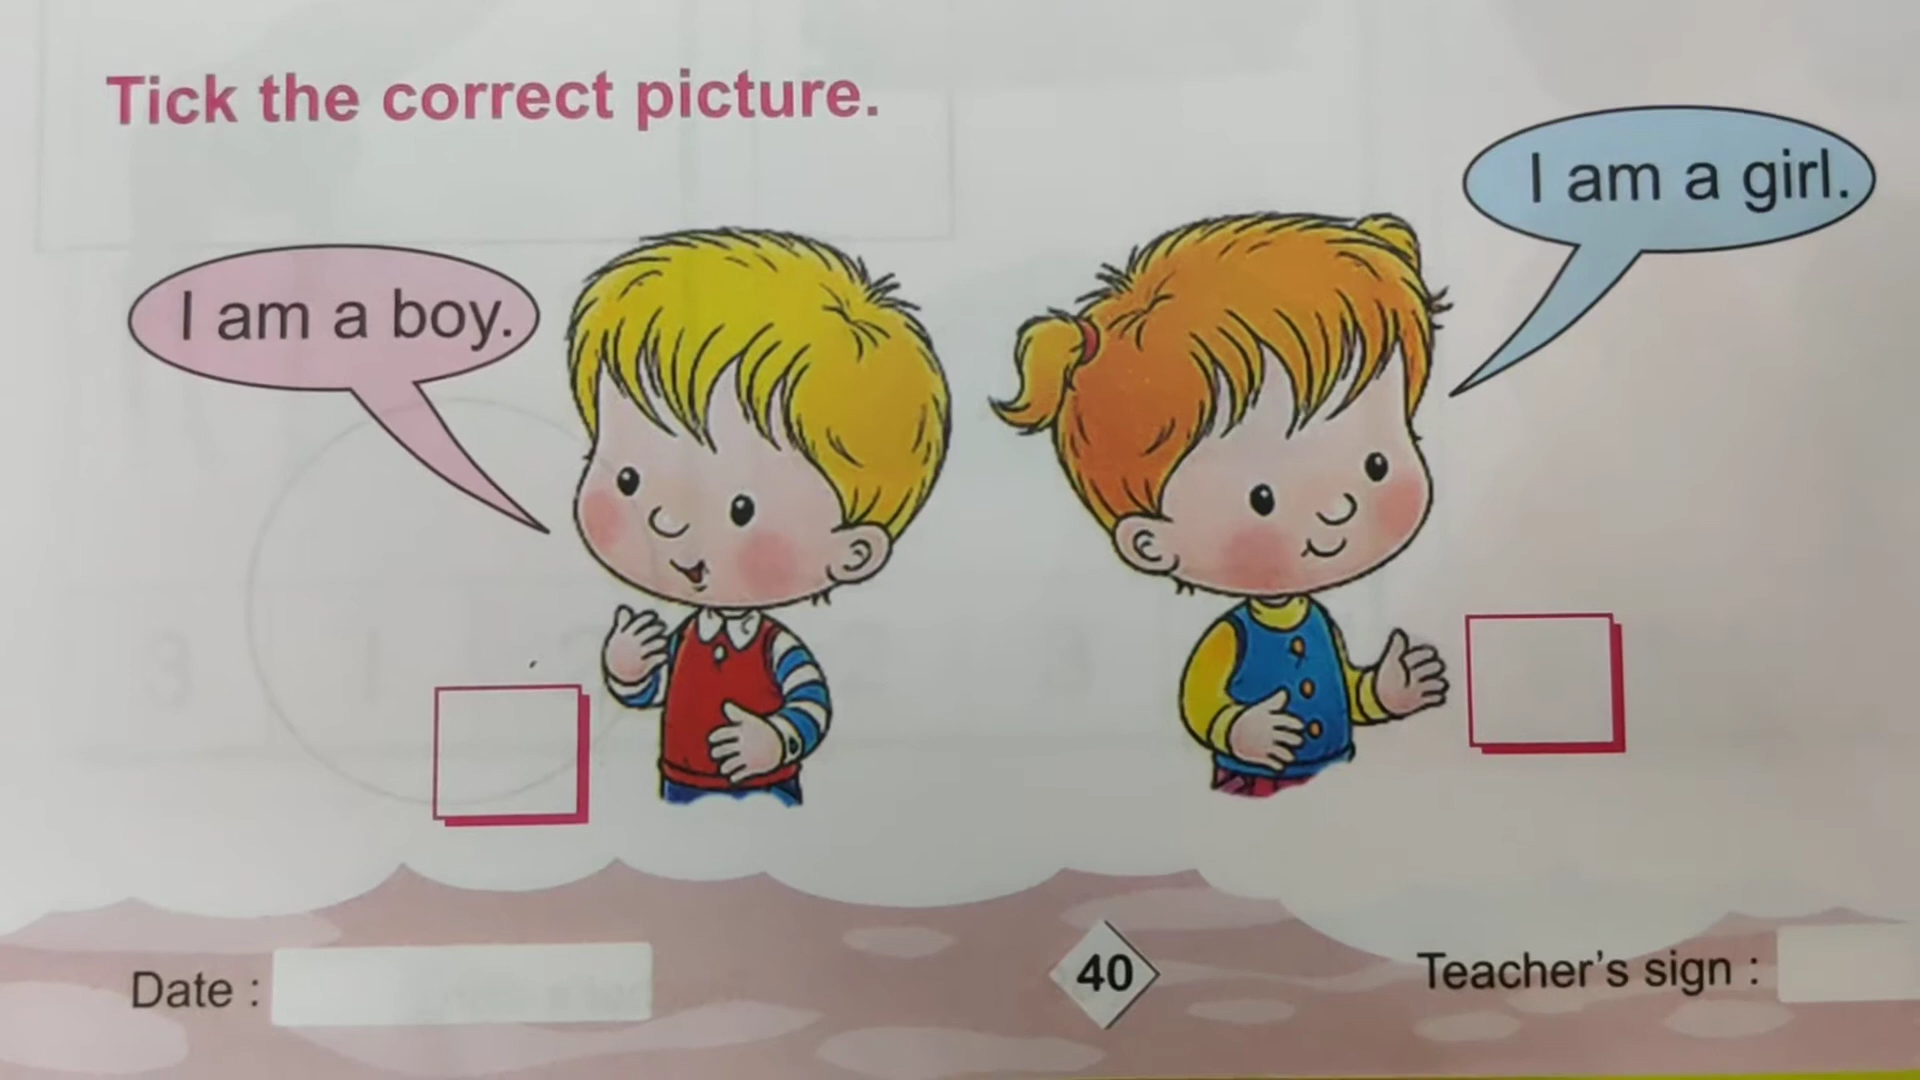 Tick the correct picture.
I am a girl.
I am a boy.
Date :
40
Teacher’s sign :